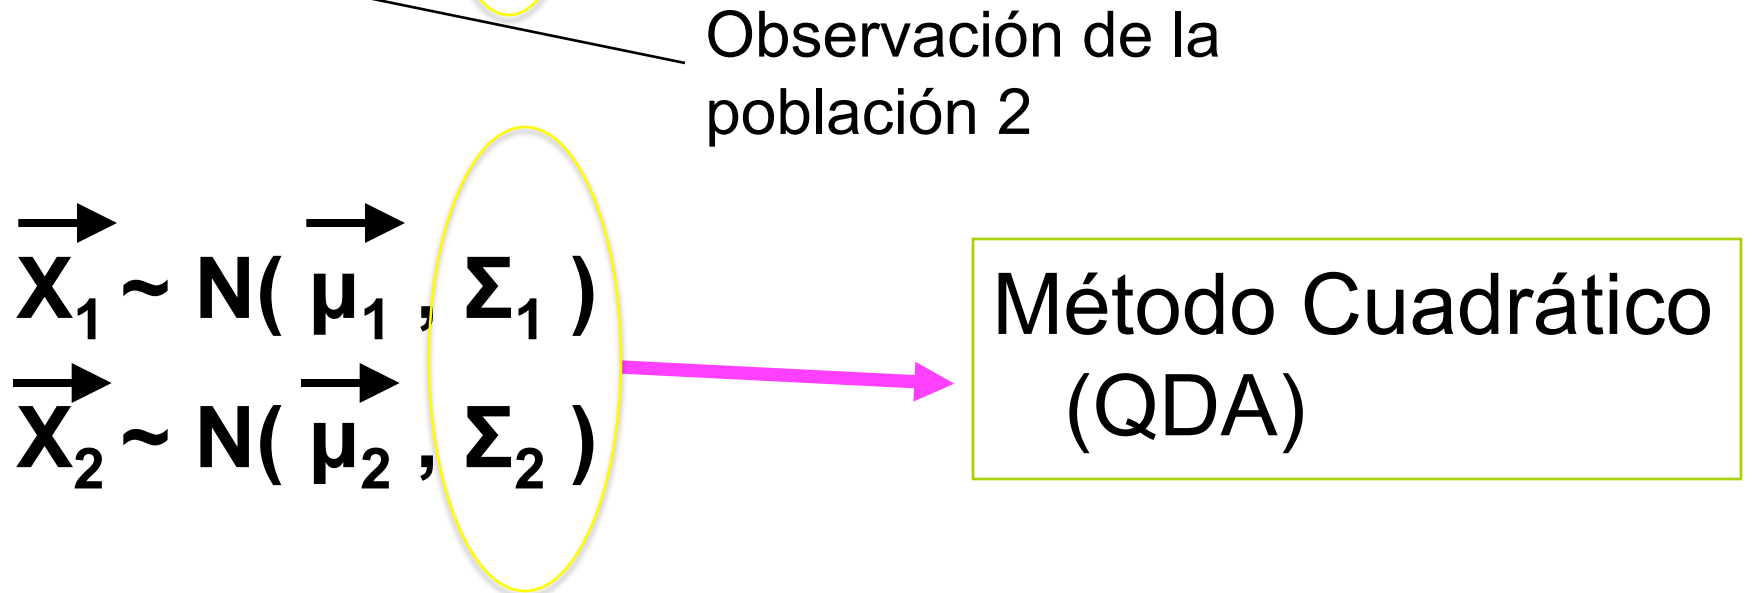 Observación de la
población 2
X₁ ~ N( μ₁ , Σ₁ )
X₂ ~ N( μ₂ , Σ₂ )
Método Cuadrático
(QDA)